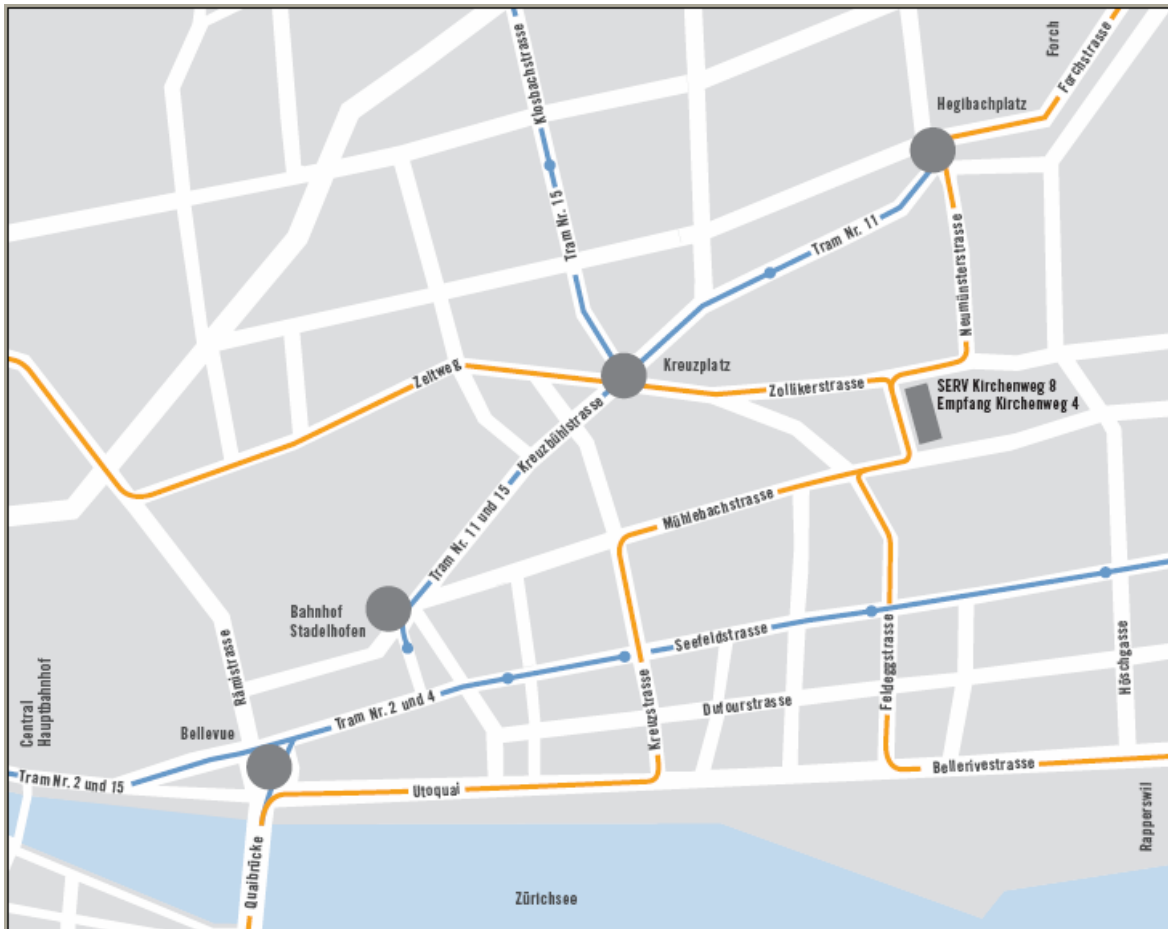 Klosbachstrasse
Forch
Forchstrasse
Hegibachplatz
Tram Nr. 15
Tram Nr. 11
Neumünsterstrasse
Kreuzplatz
Zeltweg
Zollikerstrasse
SERV Kirchenweg 8
Empfang Kirchenweg 4
Kreuzbühlstrasse
Mühlebachstrasse
Tram Nr. 11 und 15
Bahnhof
Stadelhofen
Seefeldstrasse
Rämistrasse
Feldeggstrasse
Höschgasse
Central
Hauptbahnhof
Kreuzstrasse
Tram Nr. 2 und 4
Dufourstrasse
Bellevue
Bellerivestrasse
Tram Nr. 2 und 15
Utoquai
Rapperswil
Quaibrücke
Zürichsee